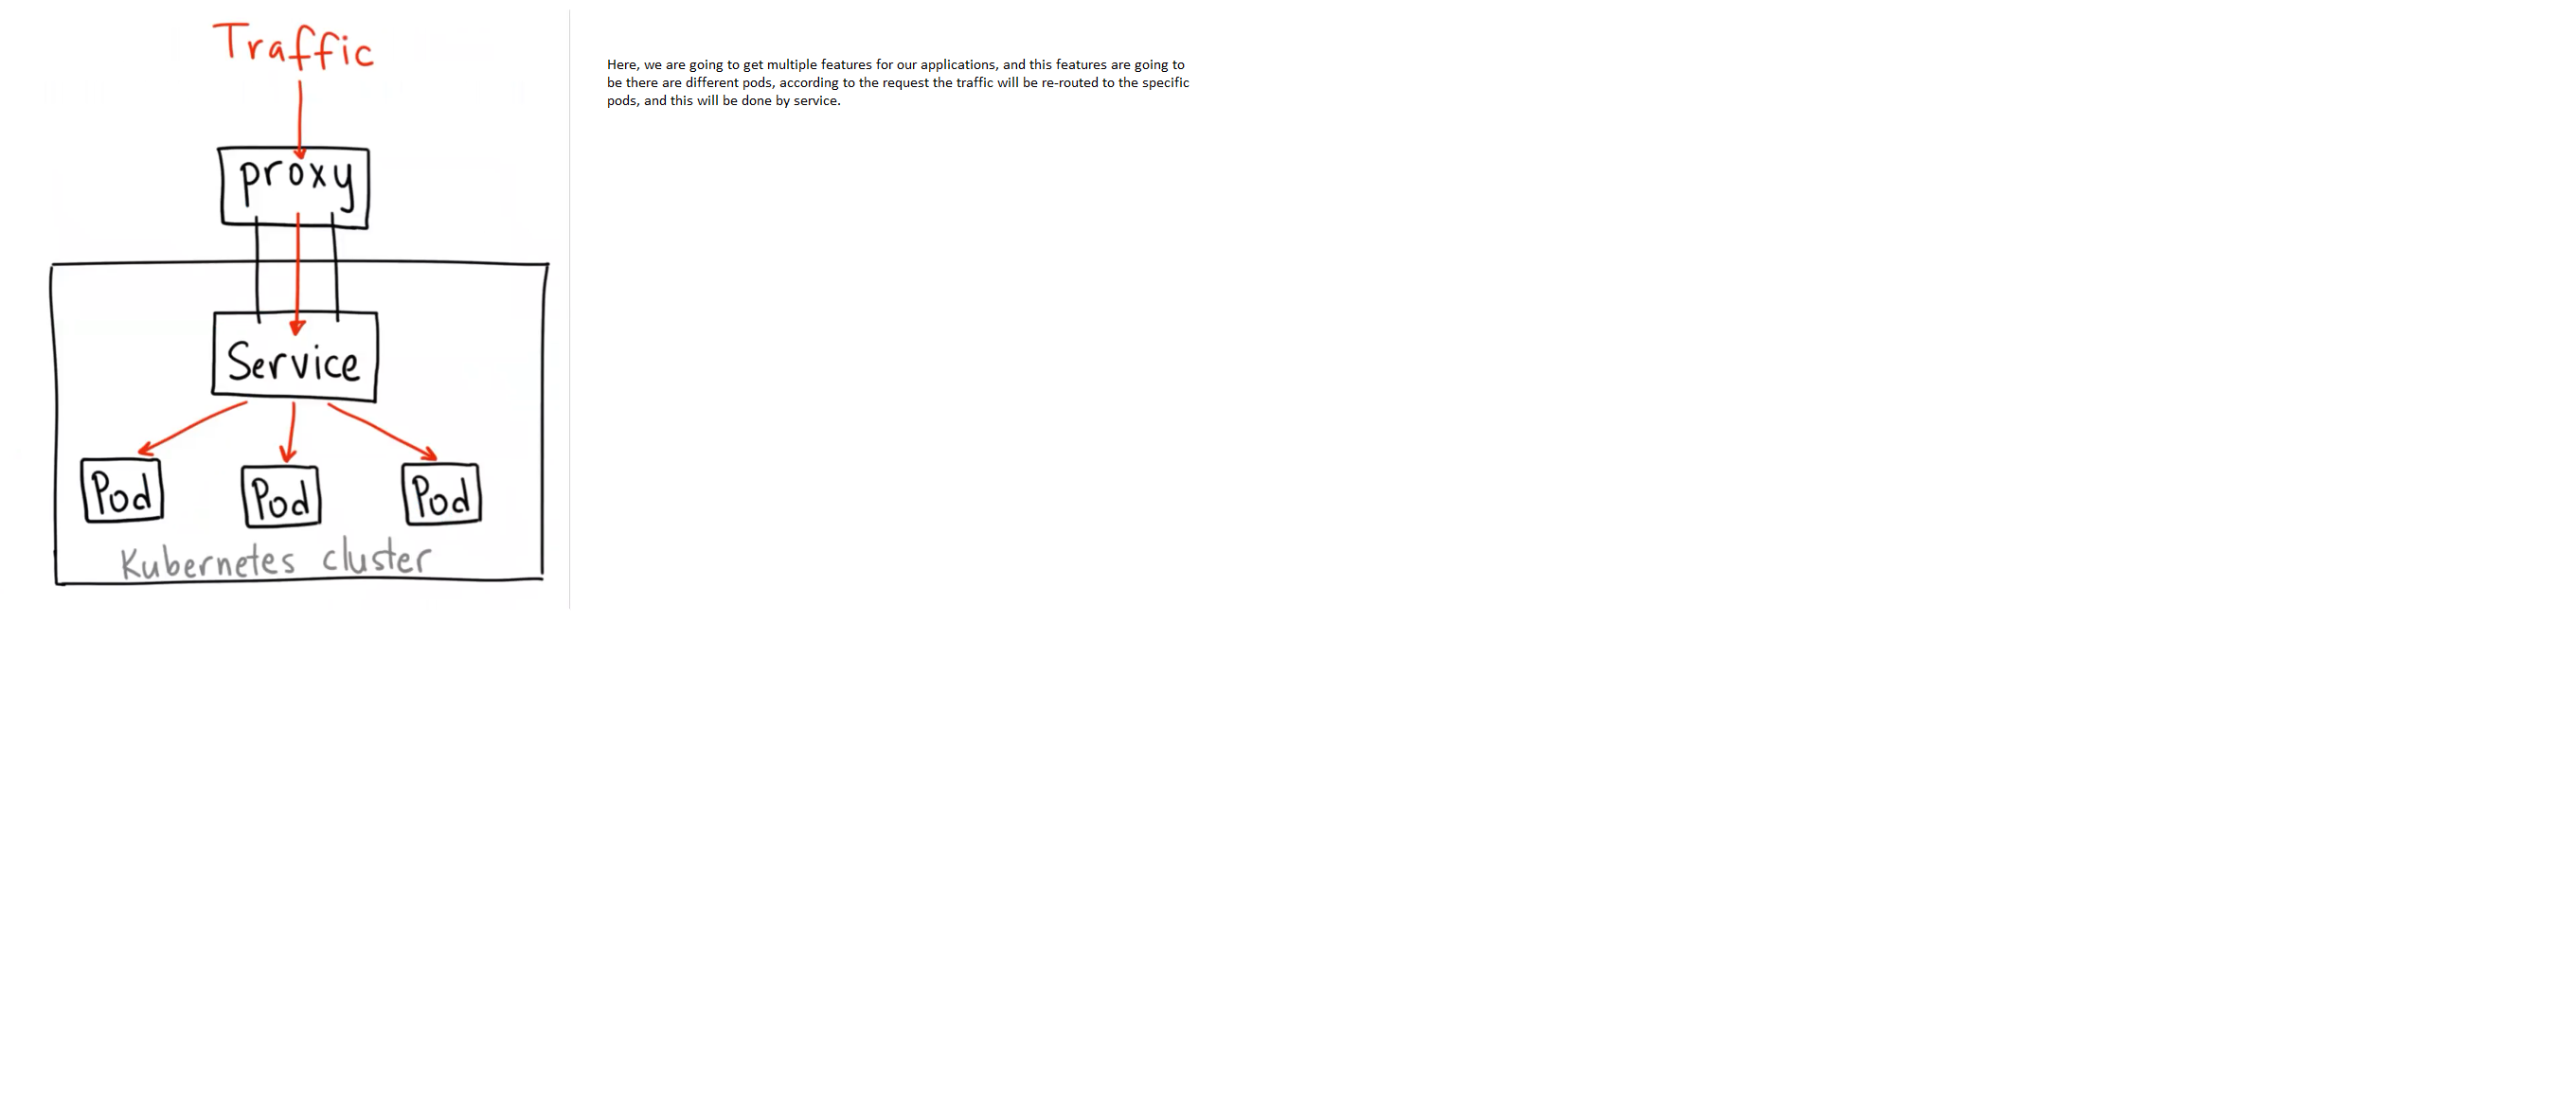 Traffic
proxy
Service
Pod Pod Pod
Kubernetes cluster
Here, we are going to get multiple features for our applications, and this features are going to
be there are different pods, according to the request the traffic will be re-routed to the specific
pods, and this will be done by service.